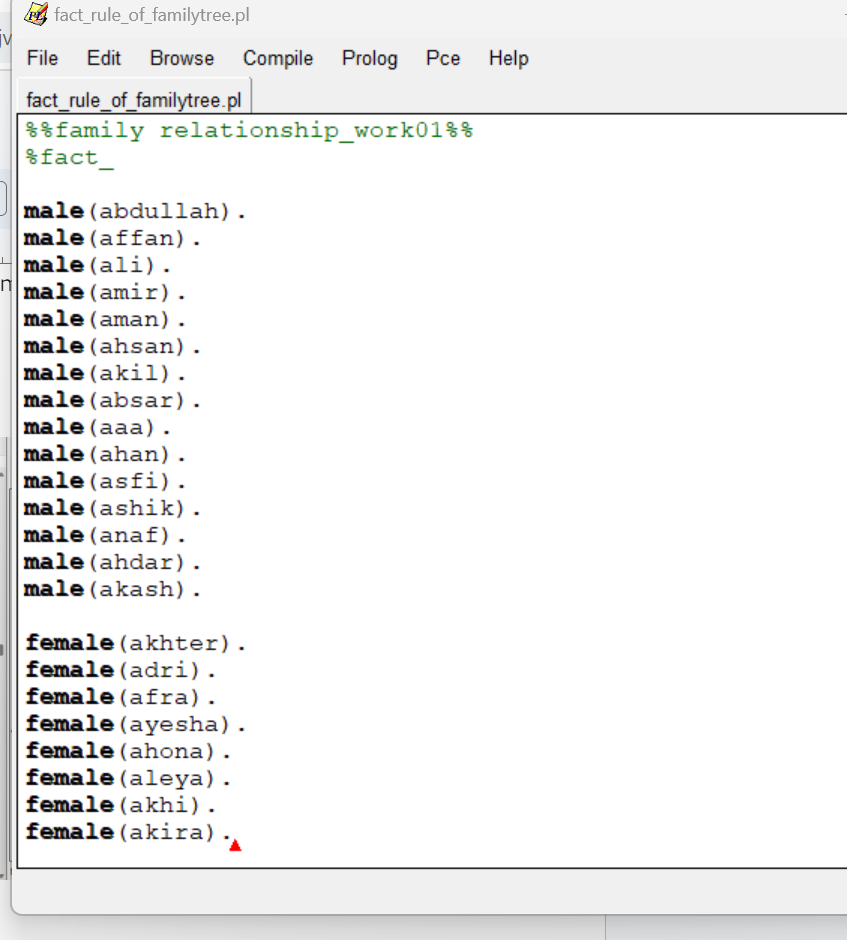 fact_rule_of_familytree.pl
File Edit Browse Compile Prolog Pce Help
fact_rule_of_familytree.pl
%%family relationship_work01%%
%fact_
male(abdullah).
male(affan).
male(ali).
male(amir).
male(aman).
male(ahsan).
male(akil).
male(absar).
male(aaa).
male(ahan).
male(asfi).
male(ashik).
male(anaf).
male(ahdar).
male(akash).
female(akhter).
female(adri).
female(afra).
female(ayesha).
female(ahona).
female(aleya).
female(akhi).
female(akira).